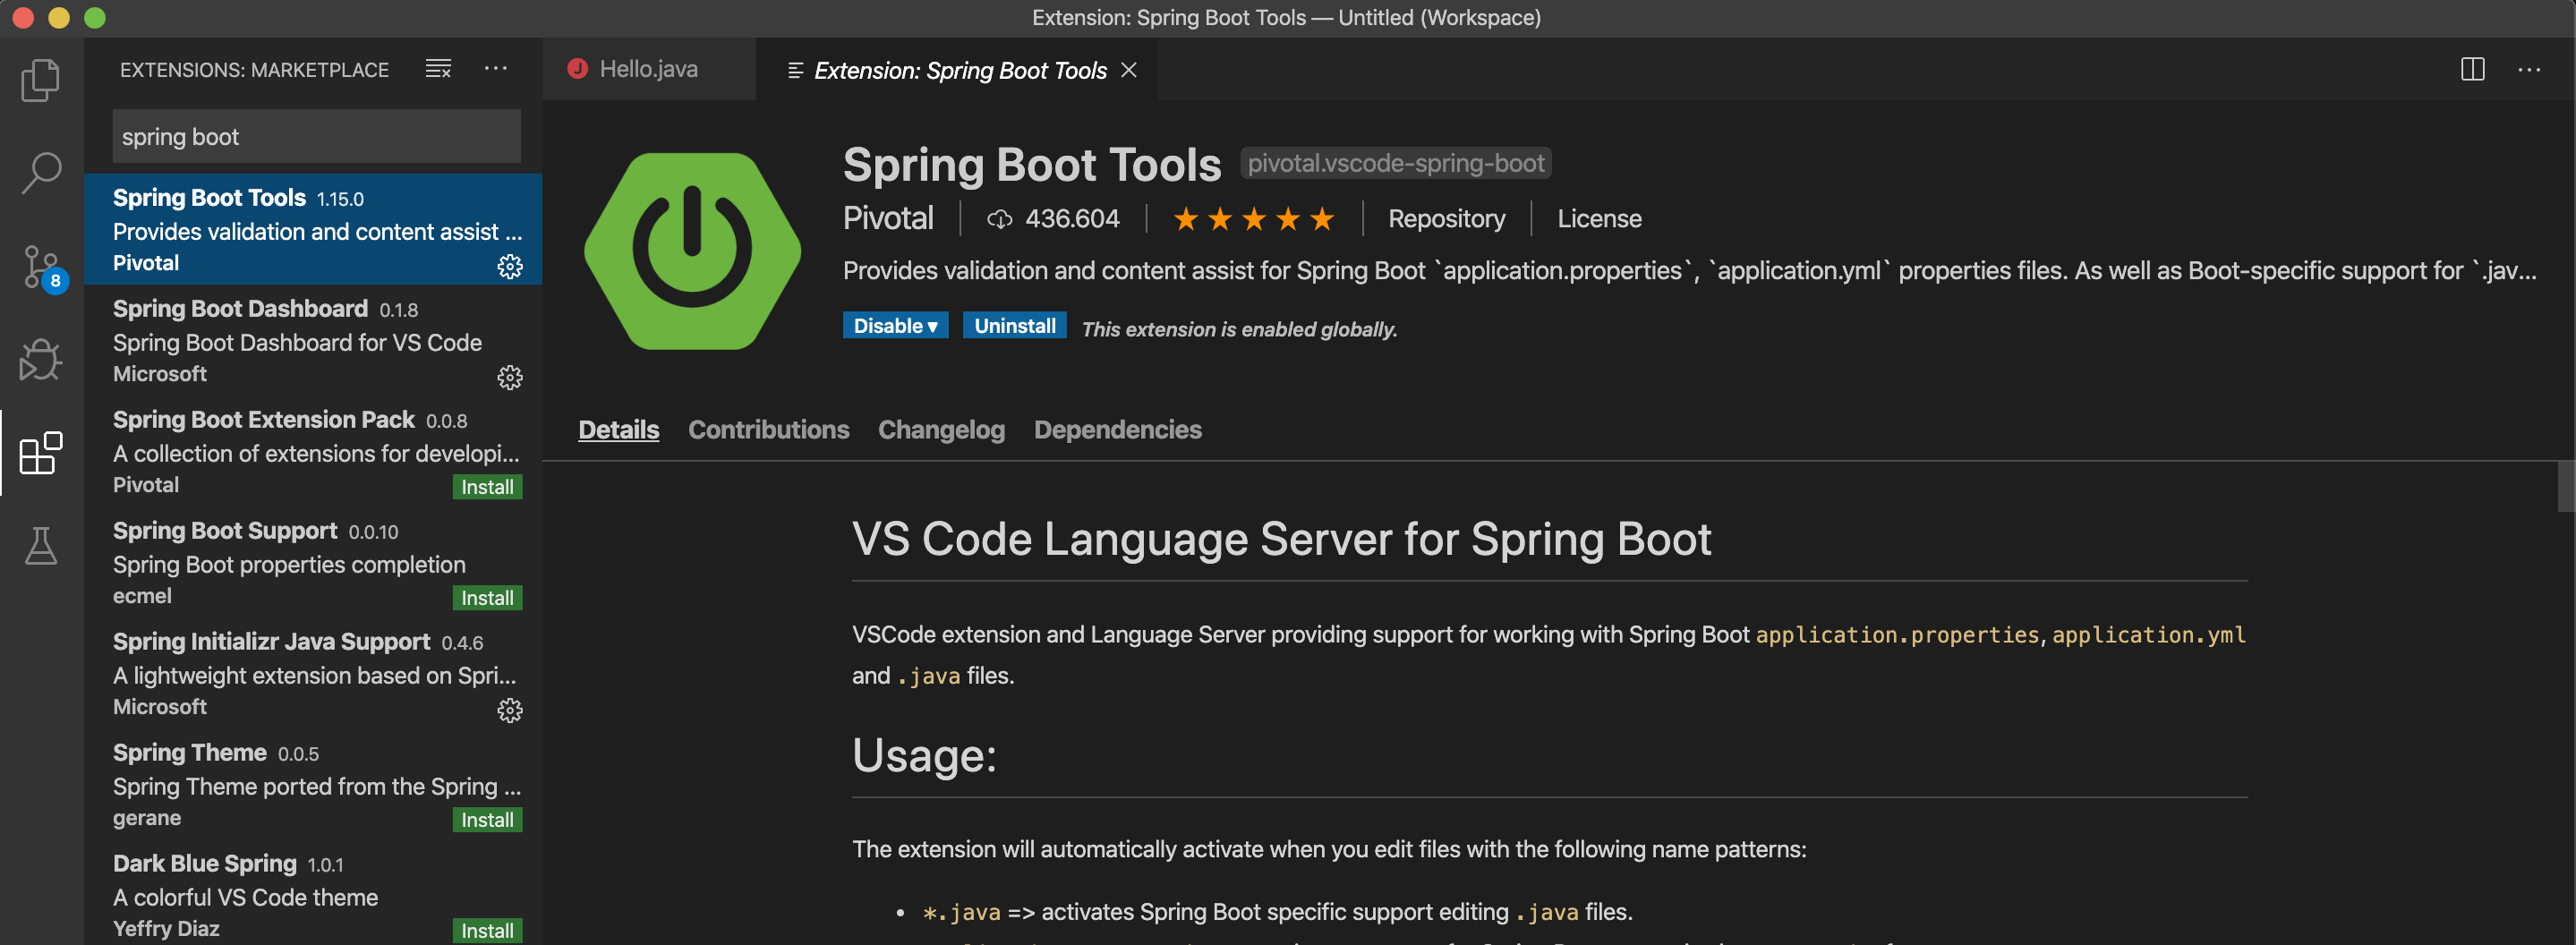 Extension: Spring Boot Tools — Untitled (Workspace)
EXTENSIONS: MARKETPLACE
spring boot
Spring Boot Tools 1.15.0
Provides validation and content assist ...
Pivotal
Spring Boot Dashboard 0.1.8
Spring Boot Dashboard for VS Code
Microsoft
Spring Boot Extension Pack 0.0.8
A collection of extensions for developi...
Pivotal Install
Spring Boot Support 0.0.10
Spring Boot properties completion
ecmel Install
Spring Initializr Java Support 0.4.6
A lightweight extension based on Spri...
Microsoft
Spring Theme 0.0.5
Spring Theme ported from the Spring ...
gerane Install
Dark Blue Spring 1.0.1
A colorful VS Code theme
Yeffry Diaz Install
8
J Hello.java
Extension: Spring Boot Tools
Spring Boot Tools pivotal.vscode-spring-boot
Pivotal 436.604 ★★★★★ Repository License
Provides validation and content assist for Spring Boot `application.properties`, `application.yml` properties files. As well as Boot-specific support for `.jav...
Disable ▾ Uninstall This extension is enabled globally.
Details Contributions Changelog Dependencies
VS Code Language Server for Spring Boot
VSCode extension and Language Server providing support for working with Spring Boot application.properties, application.yml
and .java files.
Usage:
The extension will automatically activate when you edit files with the following name patterns:
• *.java => activates Spring Boot specific support editing .java files.